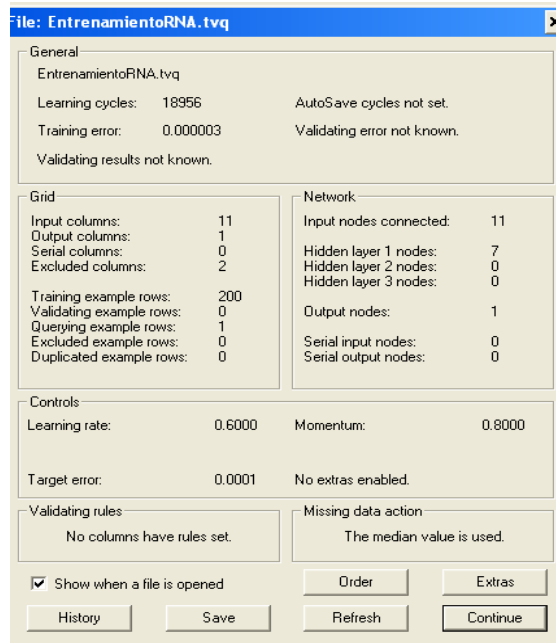 File: EntrenamientoRNA.tvq
General
EntrenamientoRNA.tvq
Learning cycles: 18956 AutoSave cycles not set.
Training error: 0.000003 Validating error not known.
Validating results not known.
Grid
Input columns: 11
Output columns: 1
Serial columns: 0
Excluded columns: 2
Training example rows: 200
Validating example rows: 0
Querying example rows: 1
Excluded example rows: 0
Duplicated example rows: 0
Network
Input nodes connected: 11
Hidden layer 1 nodes: 7
Hidden layer 2 nodes: 0
Hidden layer 3 nodes: 0
Output nodes: 1
Serial input nodes: 0
Serial output nodes: 0
Controls
Learning rate: 0.6000 Momentum: 0.8000
Target error: 0.0001 No extras enabled.
Validating rules
No columns have rules set.
Missing data action
The median value is used.
Show when a file is opened
Order Extras
History Save Refresh Continue